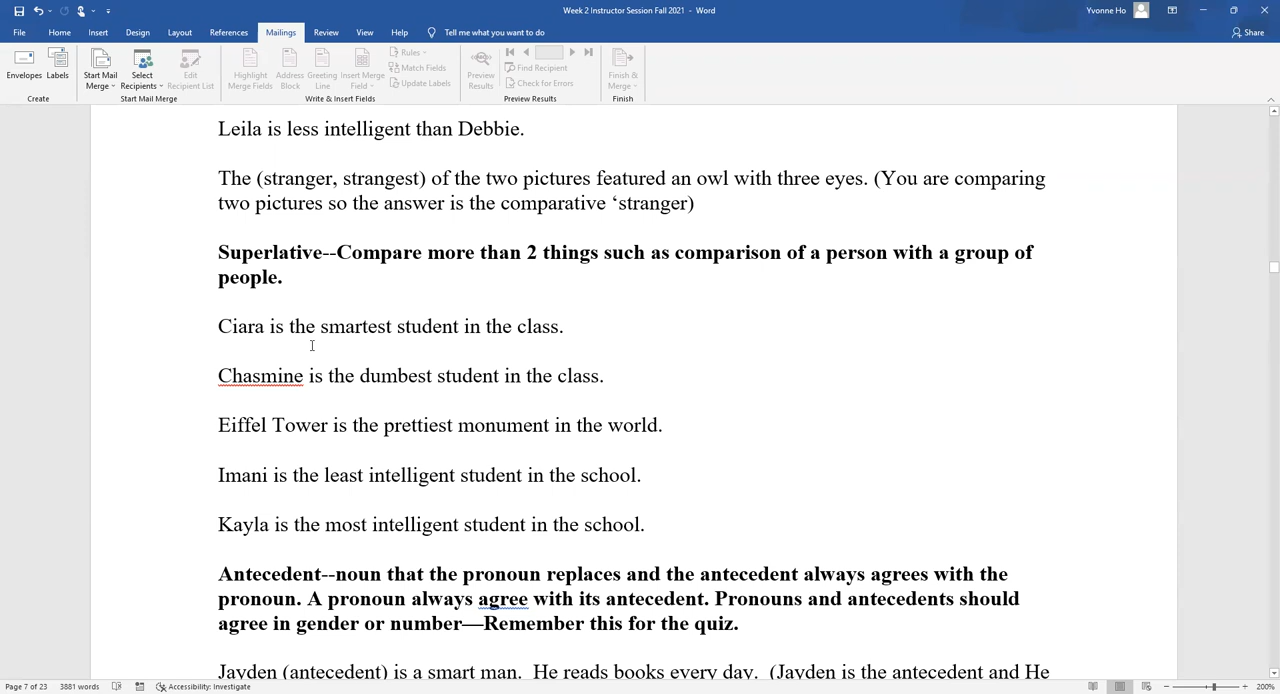 Week 2 Instructor Session Fall 2021 - Word
Yvonne Ho
File Home Insert Design Layout References Mailings Review View Help Tell me what you want to do
Share
Envelopes Labels Start Mail Merge Select Recipients Edit Recipient List Highlight Merge Fields Address Block Greeting Line Insert Merge Field Rules Match Fields Update Labels Preview Results Find Recipient Check for Errors Finish & Merge
Create Start Mail Merge Write & Insert Fields Preview Results Finish
Leila is less intelligent than Debbie.
The (stranger, strangest) of the two pictures featured an owl with three eyes. (You are comparing
two pictures so the answer is the comparative ‘stranger)
Superlative--Compare more than 2 things such as comparison of a person with a group of
people.
Ciara is the smartest student in the class.
Chasmine is the dumbest student in the class.
Eiffel Tower is the prettiest monument in the world.
Imani is the least intelligent student in the school.
Kayla is the most intelligent student in the school.
Antecedent--noun that the pronoun replaces and the antecedent always agrees with the
pronoun. A pronoun always agree with its antecedent. Pronouns and antecedents should
agree in gender or number—Remember this for the quiz.
Jayden (antecedent) is a smart man. He reads books every day. (Jayden is the antecedent and He
Page 7 of 23 3881 words Accessibility: Investigate 200%